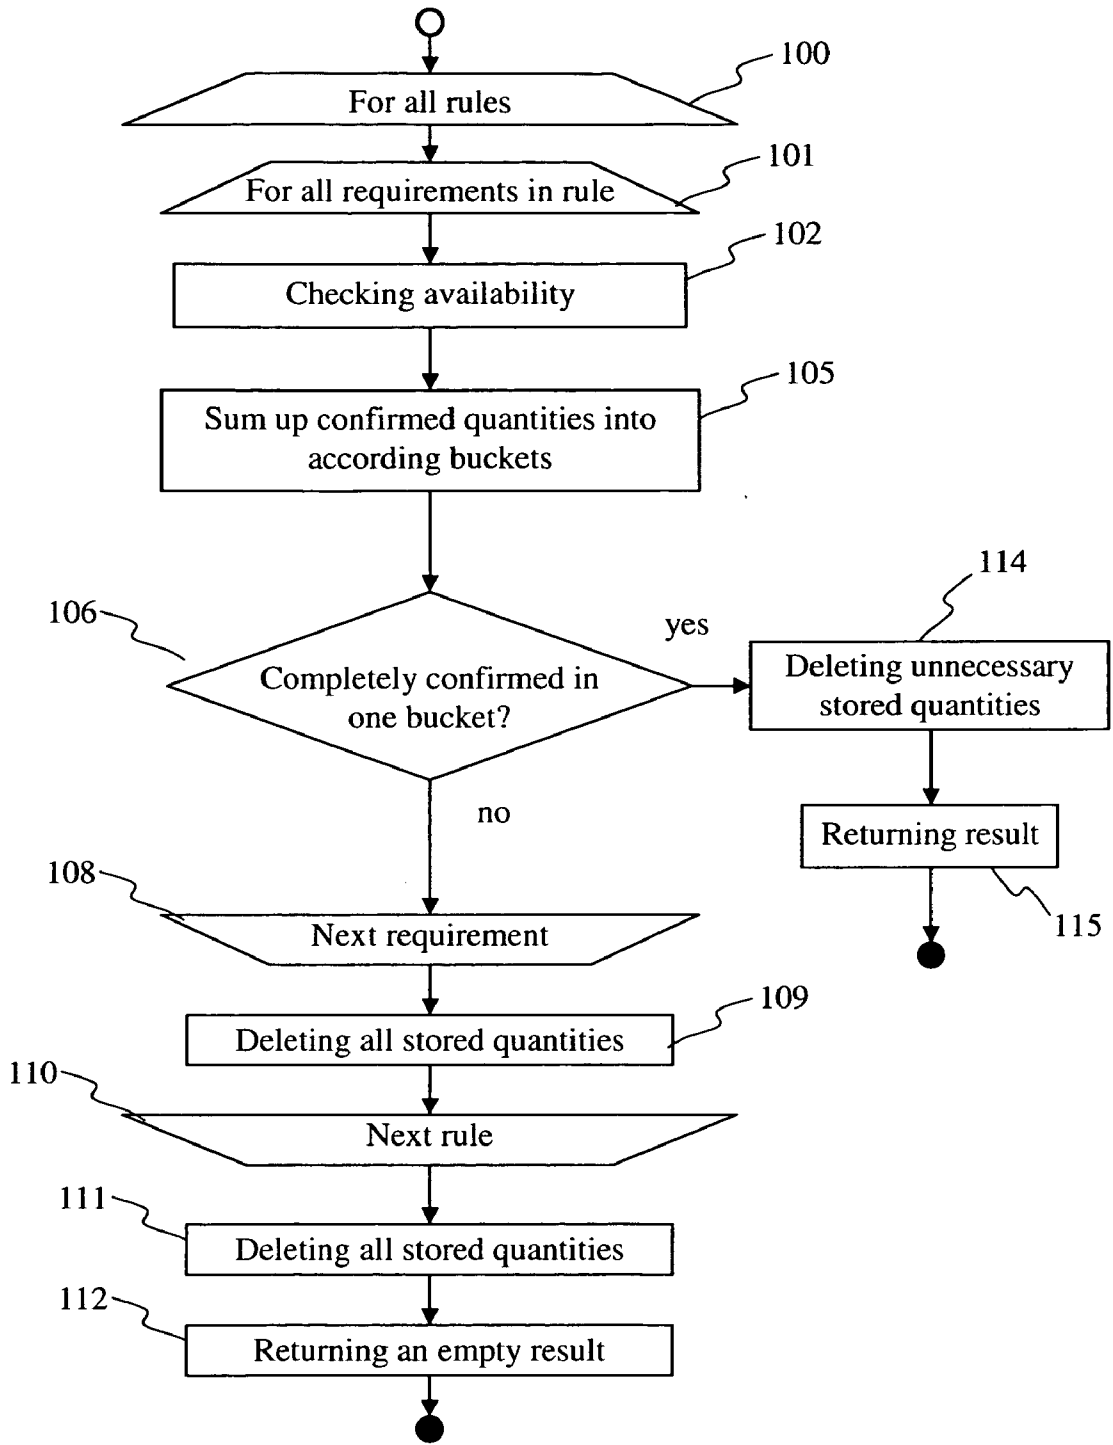 100
For all rules
101
For all requirements in rule
102
Checking availability
105
Sum up confirmed quantities into
according buckets
114
106
yes
Deleting unnecessary
stored quantities
Completely confirmed in
one bucket?
no
Returning result
108
115
Next requirement
109
Deleting all stored quantities
110
Next rule
111
Deleting all stored quantities
112
Returning an empty result